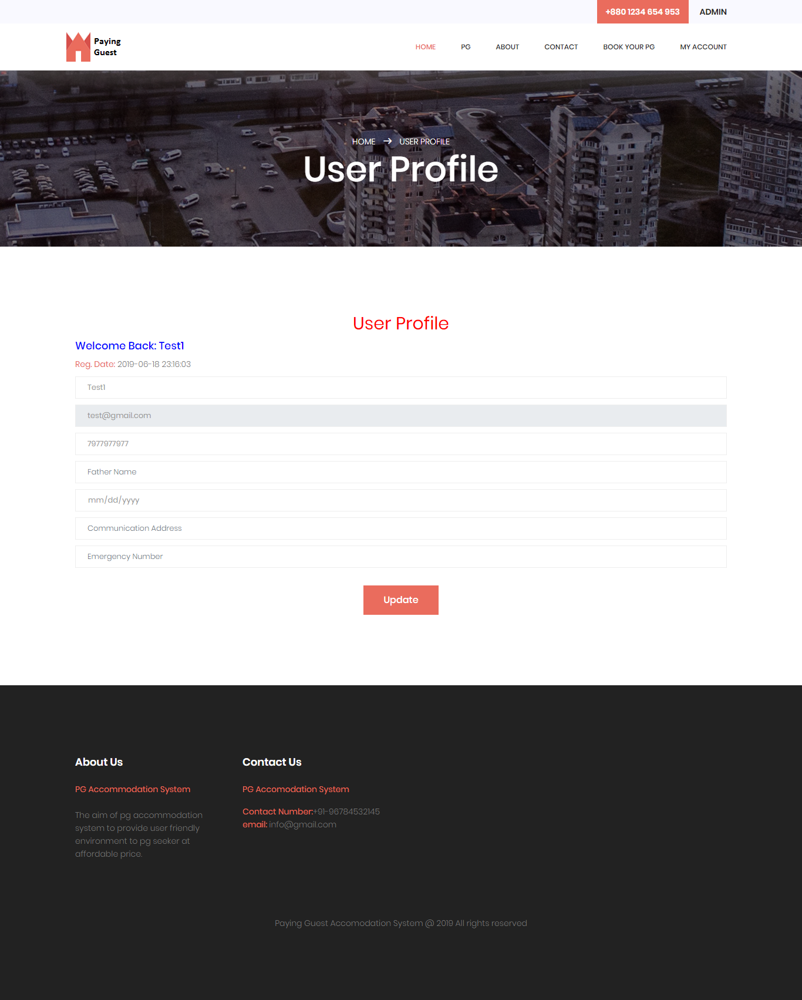 +880 1234 654 953
ADMIN
Paying
Guest
HOME
PG
ABOUT
CONTACT
BOOK YOUR PG
MY ACCOUNT
HOME → USER PROFILE
User Profile
User Profile
Welcome Back: Test1
Reg. Date: 2019-06-18 23:16:03
Test1
test@gmail.com
7977977977
Father Name
mm/dd/yyyy
Communication Address
Emergency Number
Update
About Us
PG Accommodation System
The aim of pg accommodation
system to provide user friendly
environment to pg seeker at
affordable price.
Contact Us
PG Accomodation System
Contact Number:+91-96784532145
email: info@gmail.com
Paying Guest Accomodation System @ 2019 All rights reserved